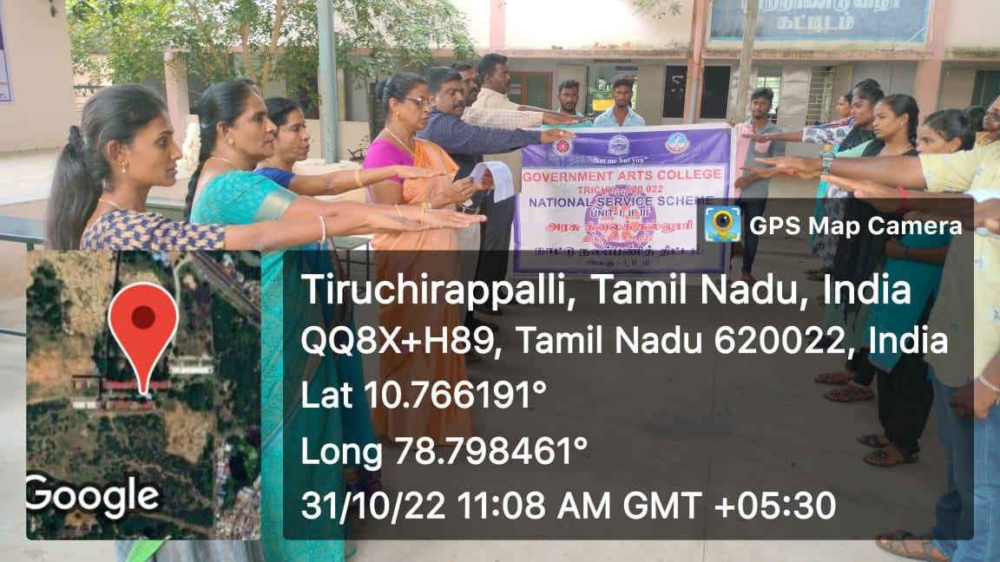 கட்டிடம்
"Not me but you"
GOVERNMENT ARTS COLLEGE
TRICHY - 620 022
NATIONAL SERVICE SCHEME
UNIT- I, II, III
அரசு கலைக் கல்லூரி
திருச்சி - 620 022
நாட்டு நலப்பணித் திட்டம்
அலகு - I, II, III
GPS Map Camera
Tiruchirappalli, Tamil Nadu, India
QQ8X+H89, Tamil Nadu 620022, India
Lat 10.766191°
Long 78.798461°
31/10/22 11:08 AM GMT +05:30
Google